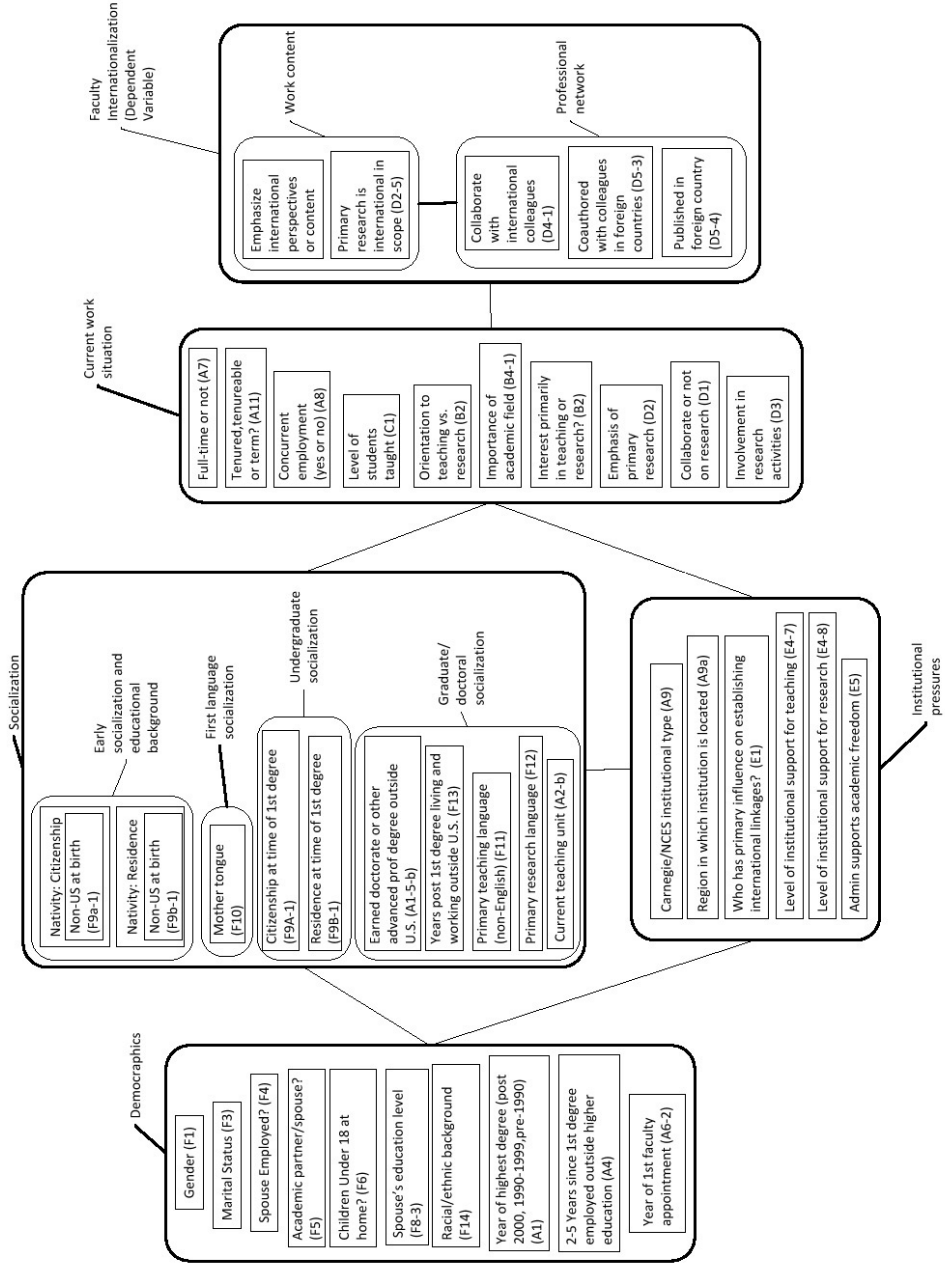 Democraphics
Gender (F1)
Marital Status (F3)
Spouse Employed? (F4)
Academic partner/spouse?
(F5)
Children Under 18 at
home? (F6)
Spouse's education level
(F8-3)
Racial/ethnic background
(F14)
Year of highest degree (post
2000, 1990-1999,pre-1990)
(A1)
2-5 Years since 1st degree
employed outside higher
education (A4)
Year of 1st faculty
appointment (A6-2)
Socialization
Nativity: Citizenship
Non-US at birth
(F9a-1)
Nativity: Residence
Non-US at birth
(F9b-1)
Early
socialization and
educational
background
Mother tongue
(F10)
First language
socialization
Citizenship at time of 1st degree
(F9A-1)
Residence at time of 1st degree
(F9B-1)
Undergraduate
socialization
Earned doctorate or other
advanced prof degree outside
U.S. (A1-5-b)
Years post 1st degree living and
working outside U.S. (F13)
Primary teaching language
(non-English) (F11)
Primary research language (F12)
Current teaching unit (A2-b)
Graduate/
doctoral
socialization
Carnegie/NCES institutional type (A9)
Region in which institution is located (A9a)
Who has primary influence on establishing
international linkages? (E1)
Level of institutional support for teaching (E4-7)
Level of institutional support for research (E4-8)
Admin supports academic freedom (E5)
Institutional
pressures
Current work
situation
Full-time or not (A7)
Tenured,tenureable
or term? (A11)
Concurrent
employment
(yes or no) (A8)
Level of
students
taught (C1)
Orientation to
teaching vs.
research (B2)
Importance of
academic field (B4-1)
Interest primarily
in teaching or
research? (B2)
Emphasis of
primary
research (D2)
Collaborate or not
on research (D1)
Involvement in
research
activities (D3)
Faculty
Internationalization
(Dependent
Variable)
Work content
Emphasize
international
perspectives
or content
Primary
research is
international in
scope (D2-5)
Professional
network
Collaborate
with
international
colleagues
(D4-1)
Coauthored
with colleagues
in foreign
countries (D5-3)
Published in
foreign country
(D5-4)